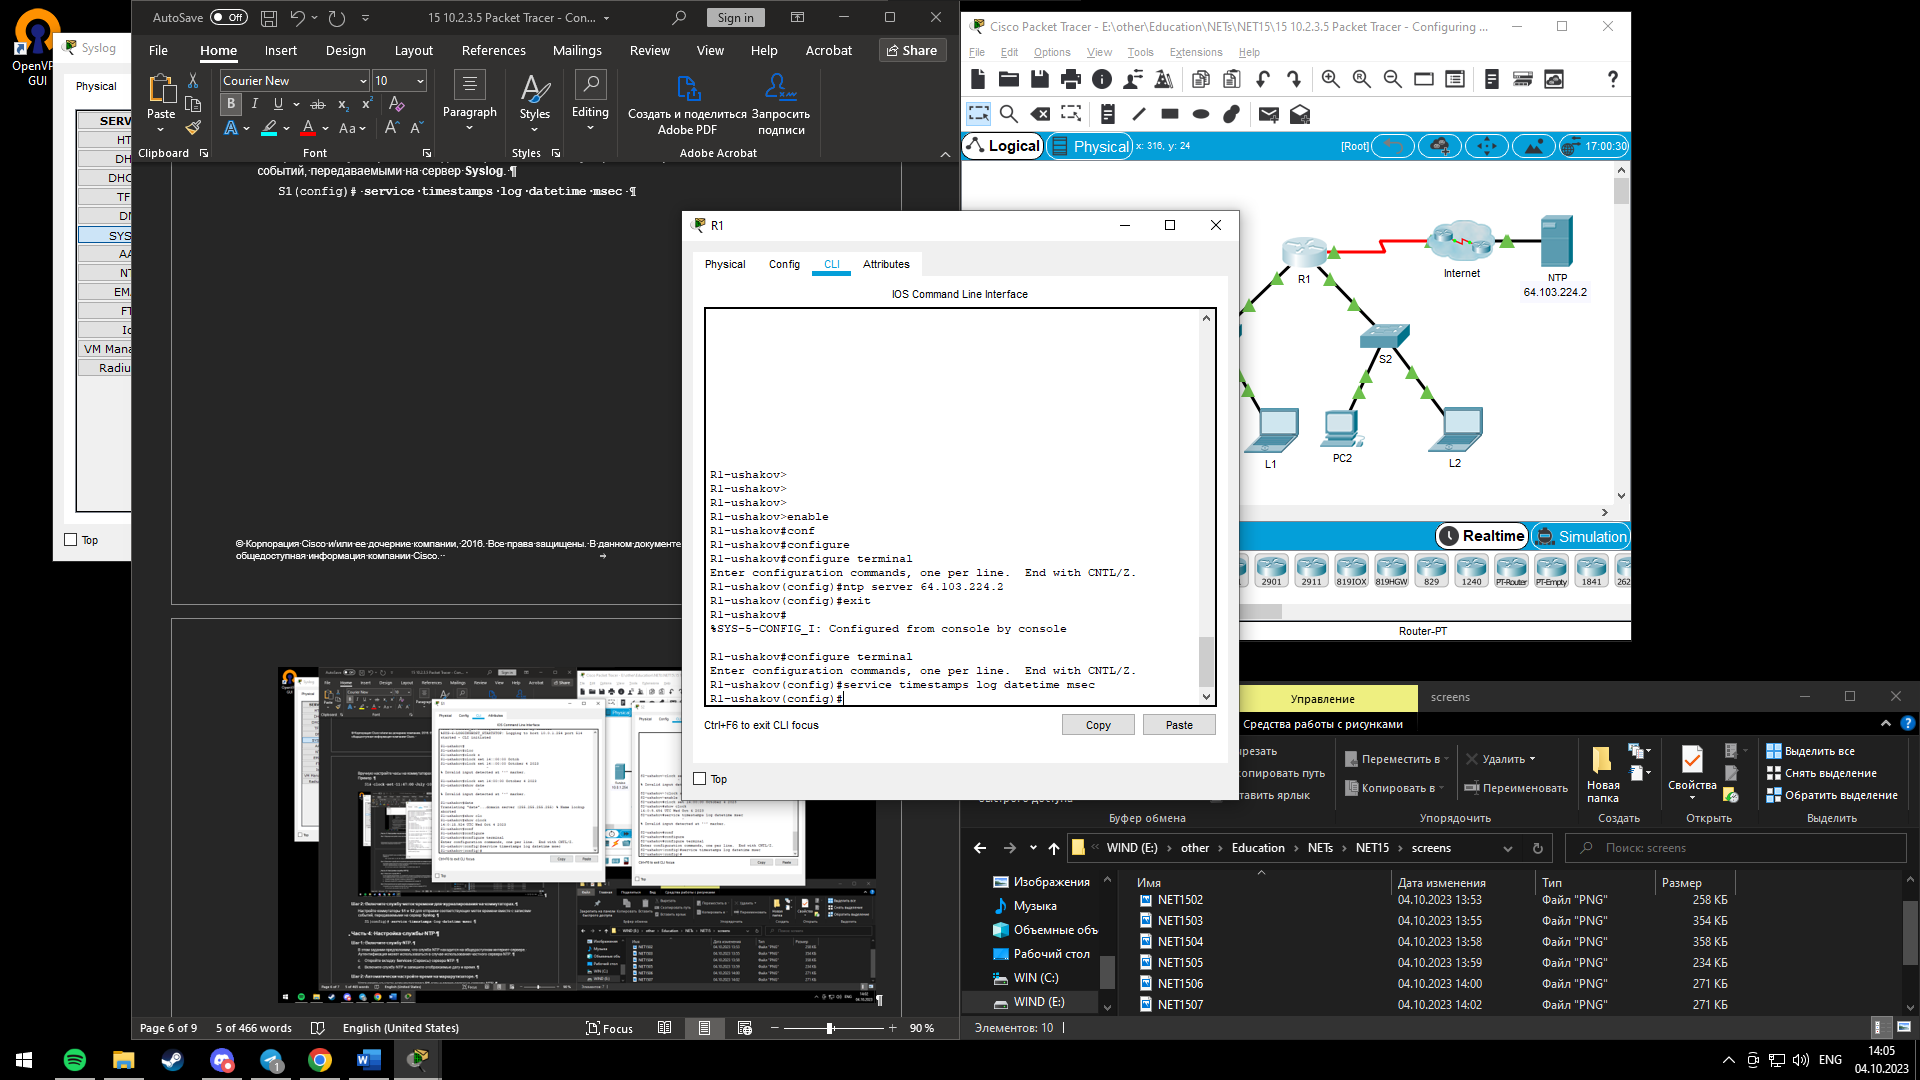 OpenVP
GUI
Syslog
Physical
SERV
HT
DH
DHC
TF
DN
SYS
AA
NT
EM
FT
Io
VM Mana
Radiu
Top
AutoSave
Off
15 10.2.3.5 Packet Tracer - Con...
Sign in
File
Home
Insert
Design
Layout
References
Mailings
Review
View
Help
Acrobat
Share
Paste
Courier New
10
Paragraph
Styles
Editing
Создать и поделиться
Adobe PDF
Запросить
подписи
Clipboard
Font
Styles
Adobe Acrobat
событий, передаваемыми на сервер Syslog. ¶
S1(config)# service timestamps log datetime msec ¶
© Корпорация Cisco и/или ее дочерние компании, 2016. Все права защищены. В данном документе
общедоступная информация компании Cisco.
Page 6 of 9
5 of 466 words
English (United States)
Focus
90 %
R1
Physical
Config
CLI
Attributes
IOS Command Line Interface
R1-ushakov>
R1-ushakov>
R1-ushakov>
R1-ushakov>enable
R1-ushakov#conf
R1-ushakov#configure
R1-ushakov#configure terminal
Enter configuration commands, one per line.  End with CNTL/Z.
R1-ushakov(config)#ntp server 64.103.224.2
R1-ushakov(config)#exit
R1-ushakov#
%SYS-5-CONFIG_I: Configured from console by console
R1-ushakov#configure terminal
Enter configuration commands, one per line.  End with CNTL/Z.
R1-ushakov(config)#service timestamps log datetime msec
R1-ushakov(config)#
Ctrl+F6 to exit CLI focus
Copy
Paste
Top
Cisco Packet Tracer - E:\other\Education\NETs\NET15\15 10.2.3.5 Packet Tracer - Configuring ...
File
Edit
Options
View
Tools
Extensions
Help
Logical
Physical
x: 316, y: 24
[Root]
17:00:30
R1
Internet
NTP
64.103.224.2
S2
L1
PC2
L2
Realtime
Simulation
2901
2911
819IOX
819HGW
829
1240
PT-Router
PT-Empty
1841
262
Router-PT
Управление
screens
Средства работы с рисунками
Переместить в
Копировать в
Удалить
Переименовать
Новая
папка
Свойства
Выделить все
Снять выделение
Обратить выделение
Буфер обмена
Упорядочить
Создать
Открыть
Выделить
WIND (E:)
other
Education
NETs
NET15
screens
Поиск: screens
Имя
Дата изменения
Тип
Размер
Изображения
Музыка
Объемные объ
Рабочий стол
WIN (C:)
WIND (E:)
NET1502 04.10.2023 13:53 Файл "PNG" 258 КБ
NET1503 04.10.2023 13:55 Файл "PNG" 354 КБ
NET1504 04.10.2023 13:58 Файл "PNG" 358 КБ
NET1505 04.10.2023 13:59 Файл "PNG" 234 КБ
NET1506 04.10.2023 14:00 Файл "PNG" 271 КБ
NET1507 04.10.2023 14:02 Файл "PNG" 271 КБ
Элементов: 10
ENG
14:05
04.10.2023